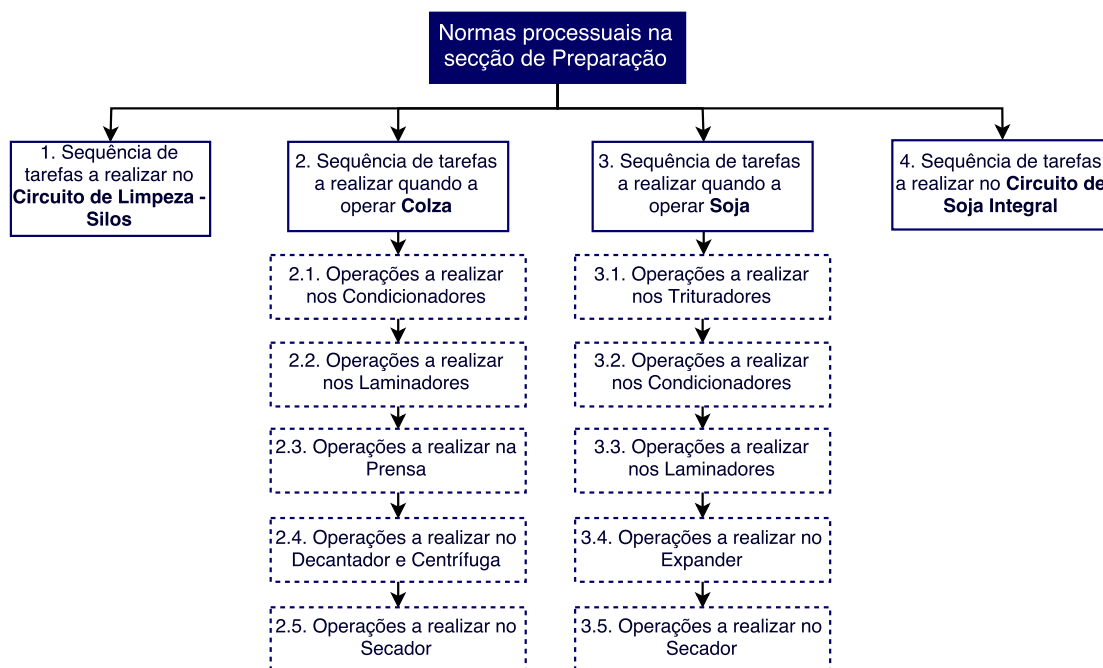 Normas processuais na
secção de Preparação
1. Sequência de
tarefas a realizar no
Circuito de Limpeza -
Silos
2. Sequência de tarefas
a realizar quando a
operar Colza
3. Sequência de tarefas
a realizar quando a
operar Soja
4. Sequência de tarefas
a realizar no Circuito de
Soja Integral
2.1. Operações a realizar
nos Condicionadores
3.1. Operações a realizar
nos Trituradores
2.2. Operações a realizar
nos Laminadores
3.2. Operações a realizar
nos Condicionadores
2.3. Operações a realizar na
Prensa
3.3. Operações a realizar
nos Laminadores
2.4. Operações a realizar no
Decantador e Centrífuga
3.4. Operações a realizar no
Expander
2.5. Operações a realizar no
Secador
3.5. Operações a realizar no
Secador